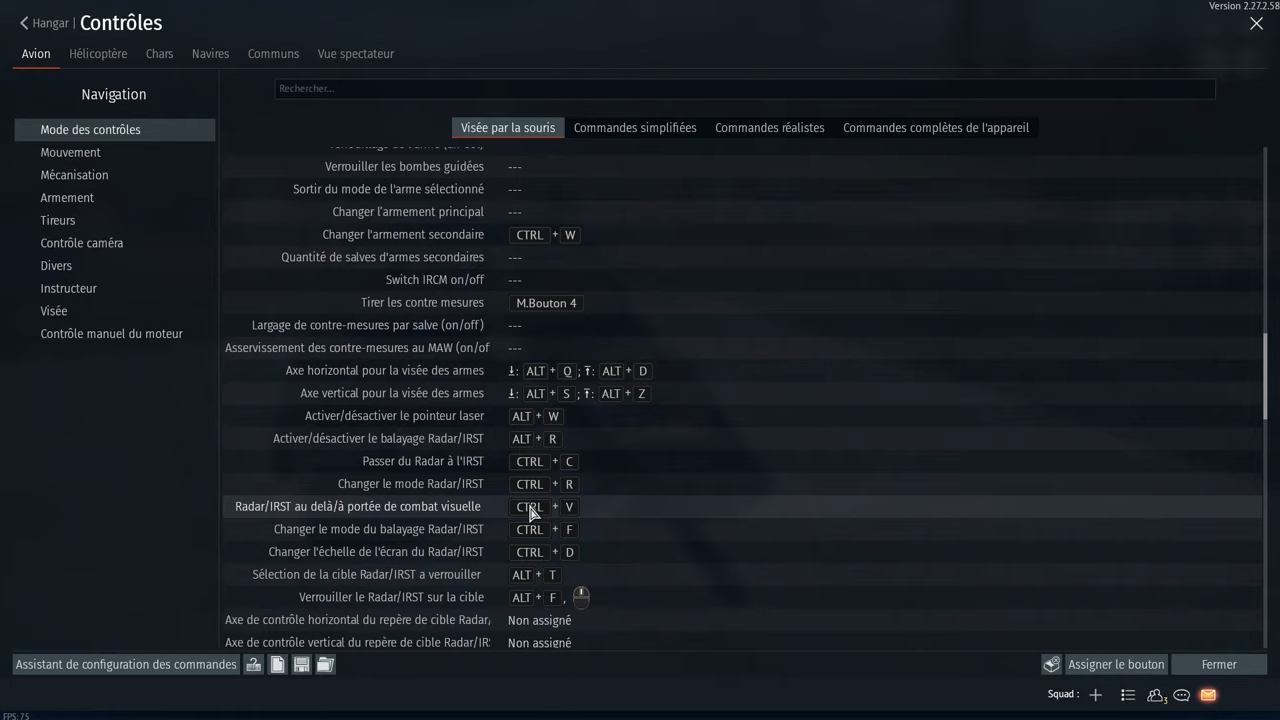 Version 2.27.2.58
Hangar | Contrôles
Avion Hélicoptère Chars Navires Communs Vue spectateur
Navigation
Mode des contrôles
Mouvement
Mécanisation
Armement
Tireurs
Contrôle caméra
Divers
Instructeur
Visée
Contrôle manuel du moteur
Rechercher...
Visée par la souris Commandes simplifiées Commandes réalistes Commandes complètes de l'appareil
Verrouiller les bombes guidées ---
Sortir du mode de l'arme sélectionné ---
Changer l'armement principal ---
Changer l'armement secondaire CTRL + W
Quantité de salves d'armes secondaires ---
Switch IRCM on/off ---
Tirer les contre mesures M.Bouton 4
Largage de contre-mesures par salve (on/off) ---
Asservissement des contre-mesures au MAW (on/of ---
Axe horizontal pour la visée des armes ⭳: ALT + Q ; ⭱: ALT + D
Axe vertical pour la visée des armes ⭳: ALT + S ; ⭱: ALT + Z
Activer/désactiver le pointeur laser ALT + W
Activer/désactiver le balayage Radar/IRST ALT + R
Passer du Radar à l'IRST CTRL + C
Changer le mode Radar/IRST CTRL + R
Radar/IRST au delà/à portée de combat visuelle CTRL + V
Changer le mode du balayage Radar/IRST CTRL + F
Changer l'échelle de l'écran du Radar/IRST CTRL + D
Sélection de la cible Radar/IRST a verrouiller ALT + T
Verrouiller le Radar/IRST sur la cible ALT + F ,
Axe de contrôle horizontal du repère de cible Radar/ Non assigné
Axe de contrôle vertical du repère de cible Radar/IR Non assigné
Assistant de configuration des commandes
Assigner le bouton Fermer
Squad : + 3
FPS: 75